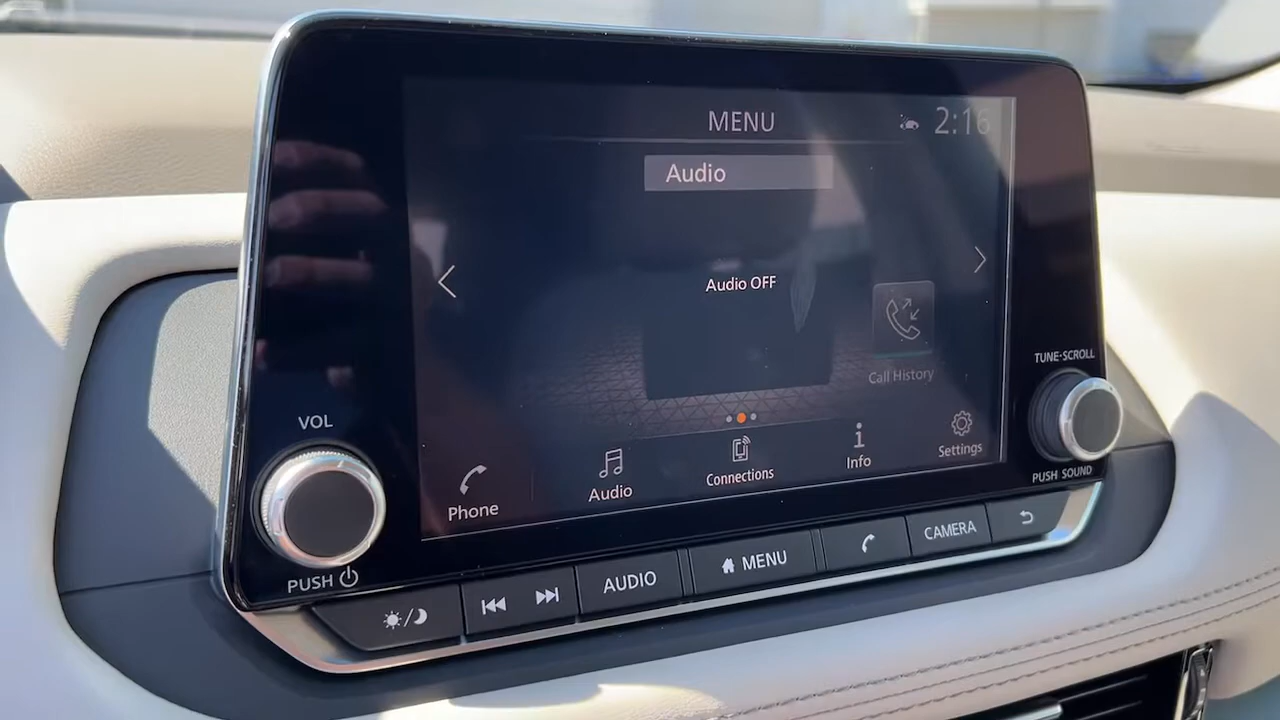 MENU
2:16
Audio
Audio OFF
Call History
TUNE·SCROLL
VOL
Phone
Audio
Connections
Info
Settings
PUSH SOUND
PUSH
AUDIO
MENU
CAMERA